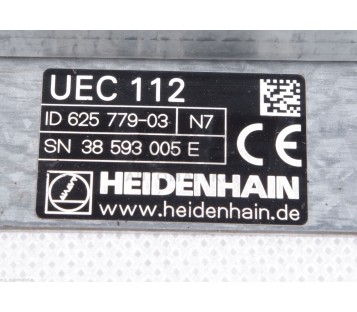 UEC 112
ID 625 779-03 N7
SN 38 593 005 E
CE
HEIDENHAIN
www.heidenhain.de